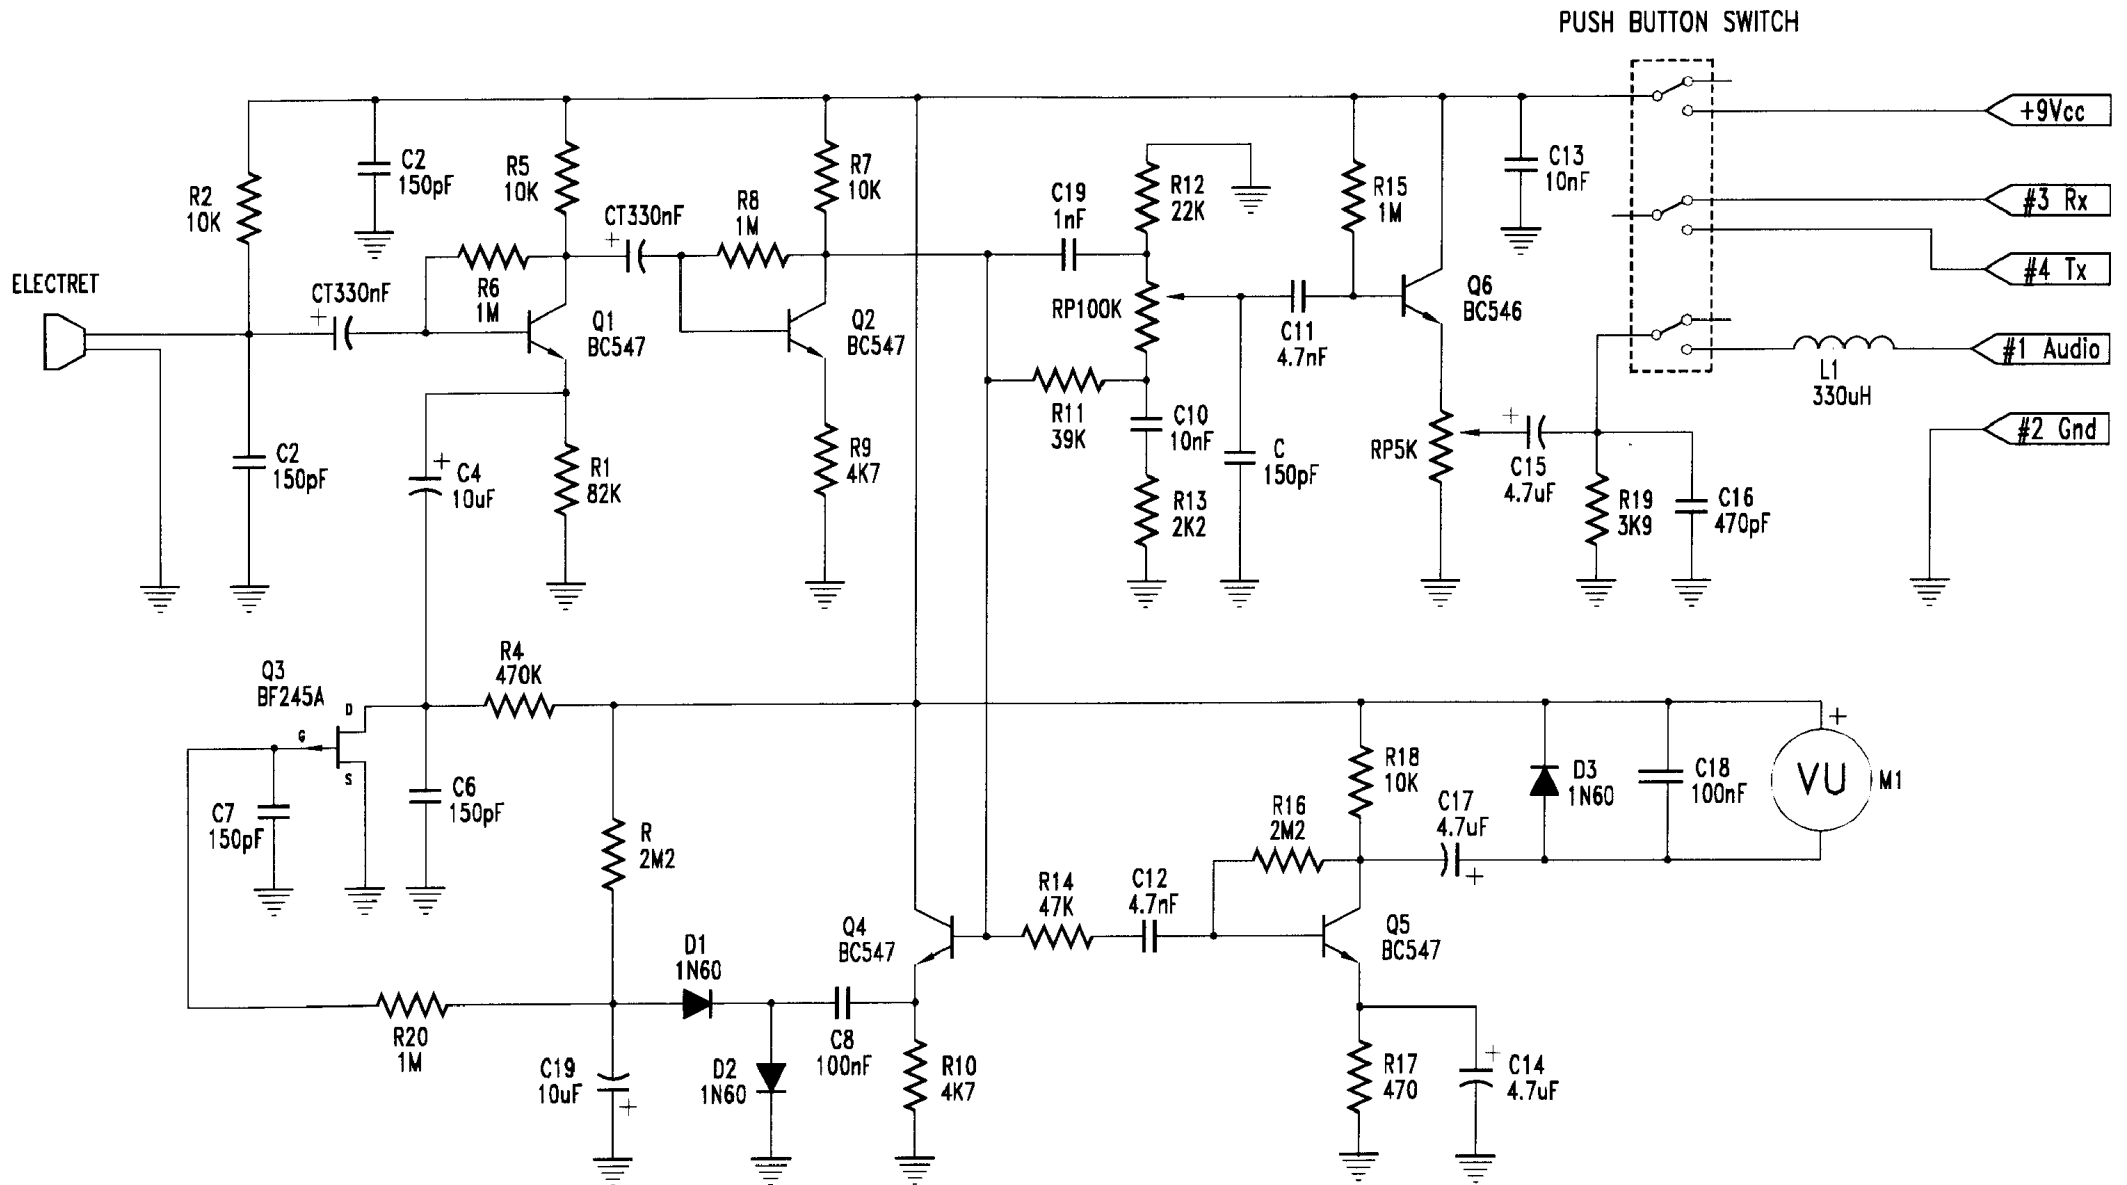 PUSH BUTTON SWITCH
+9Vcc
C2
150pF
R5
10K
R7
10K
R2
10K
R12
22K
R15
1M
C13
10nF
#3 Rx
C19
1nF
CT330nF
+
R8
1M
#4 Tx
ELECTRET
CT330nF
+
R6
1M
Q1
BC547
Q2
BC547
RP100K
Q6
BC546
C11
4.7nF
#1 Audio
L1
330uH
R11
39K
C10
10nF
RP5K
+
C15
4.7uF
#2 Gnd
C2
150pF
+
C4
10uF
R1
82K
R9
4K7
C
150pF
R13
2K2
R19
3K9
C16
470pF
Q3
BF245A
D
G
S
R4
470K
+
VU
M1
R18
10K
D3
1N60
C18
100nF
C7
150pF
C6
150pF
R
2M2
R16
2M2
C17
4.7uF
+
R14
47K
C12
4.7nF
Q4
BC547
Q5
BC547
D1
1N60
R20
1M
C8
100nF
C19
10uF
+
D2
1N60
R10
4K7
R17
470
+
C14
4.7uF